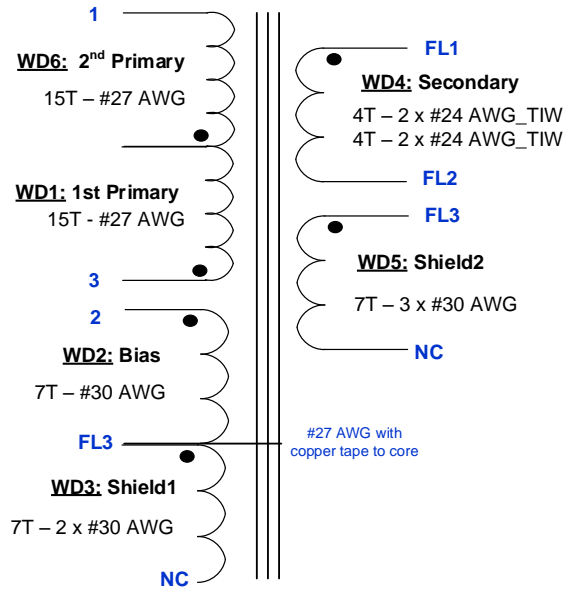 1
WD6: 2nd Primary
15T – #27 AWG
WD1: 1st Primary
15T - #27 AWG
3
2
WD2: Bias
7T – #30 AWG
FL3
WD3: Shield1
7T – 2 x #30 AWG
NC
FL1
WD4: Secondary
4T – 2 x #24 AWG_TIW
4T – 2 x #24 AWG_TIW
FL2
FL3
WD5: Shield2
7T – 3 x #30 AWG
NC
#27 AWG with
copper tape to core